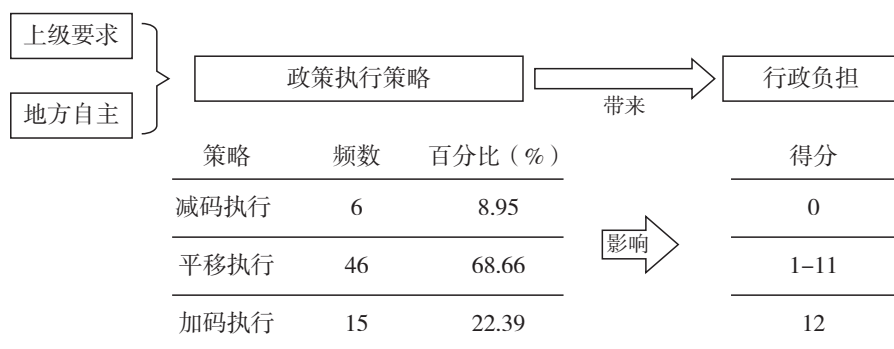 上级要求
政策执行策略
行政负担
带来
地方自主
策略 频数 百分比（%） 得分
减码执行 6 8.95 0
影响
平移执行 46 68.66 1–11
加码执行 15 22.39 12